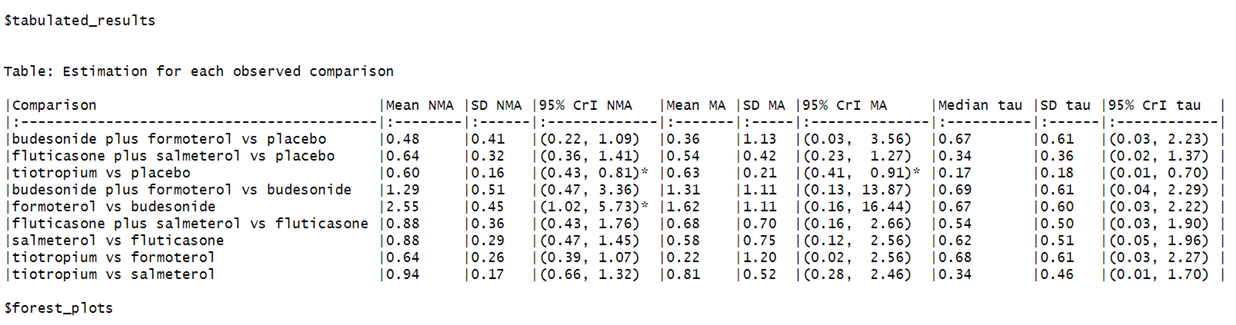 $tabulated_results
Table: Estimation for each observed comparison
|Comparison                                |Mean NMA |SD NMA |95% CrI NMA   |Mean MA |SD MA |95% CrI MA    |Median tau |SD tau |95% CrI tau  |
|:-----------------------------------------|:--------|:------|:-------------|:-------|:-----|:-------------|:----------|:------|:------------|
|budesonide plus formoterol vs placebo     |0.48     |0.41   |(0.22, 1.09)  |0.36    |1.13  |(0.03,  3.56) |0.67       |0.61   |(0.03, 2.23) |
|fluticasone plus salmeterol vs placebo    |0.64     |0.32   |(0.36, 1.41)  |0.54    |0.42  |(0.23,  1.27) |0.34       |0.36   |(0.02, 1.37) |
|tiotropium vs placebo                     |0.60     |0.16   |(0.43, 0.81)* |0.63    |0.21  |(0.41,  0.91)* |0.17       |0.18   |(0.01, 0.70) |
|budesonide plus formoterol vs budesonide  |1.29     |0.51   |(0.47, 3.36)  |1.31    |1.11  |(0.13, 13.87) |0.69       |0.61   |(0.04, 2.29) |
|formoterol vs budesonide                  |2.55     |0.45   |(1.02, 5.73)* |1.62    |1.11  |(0.16, 16.44) |0.67       |0.60   |(0.03, 2.22) |
|fluticasone plus salmeterol vs fluticasone |0.88     |0.36   |(0.43, 1.76)  |0.68    |0.70  |(0.16,  2.66) |0.54       |0.50   |(0.03, 1.90) |
|salmeterol vs fluticasone                 |0.88     |0.29   |(0.47, 1.45)  |0.58    |0.75  |(0.12,  2.56) |0.62       |0.51   |(0.05, 1.96) |
|tiotropium vs formoterol                  |0.64     |0.26   |(0.39, 1.07)  |0.22    |1.20  |(0.02,  2.56) |0.68       |0.61   |(0.03, 2.27) |
|tiotropium vs salmeterol                  |0.94     |0.17   |(0.66, 1.32)  |0.81    |0.52  |(0.28,  2.46) |0.34       |0.46   |(0.01, 1.70) |
$forest_plots